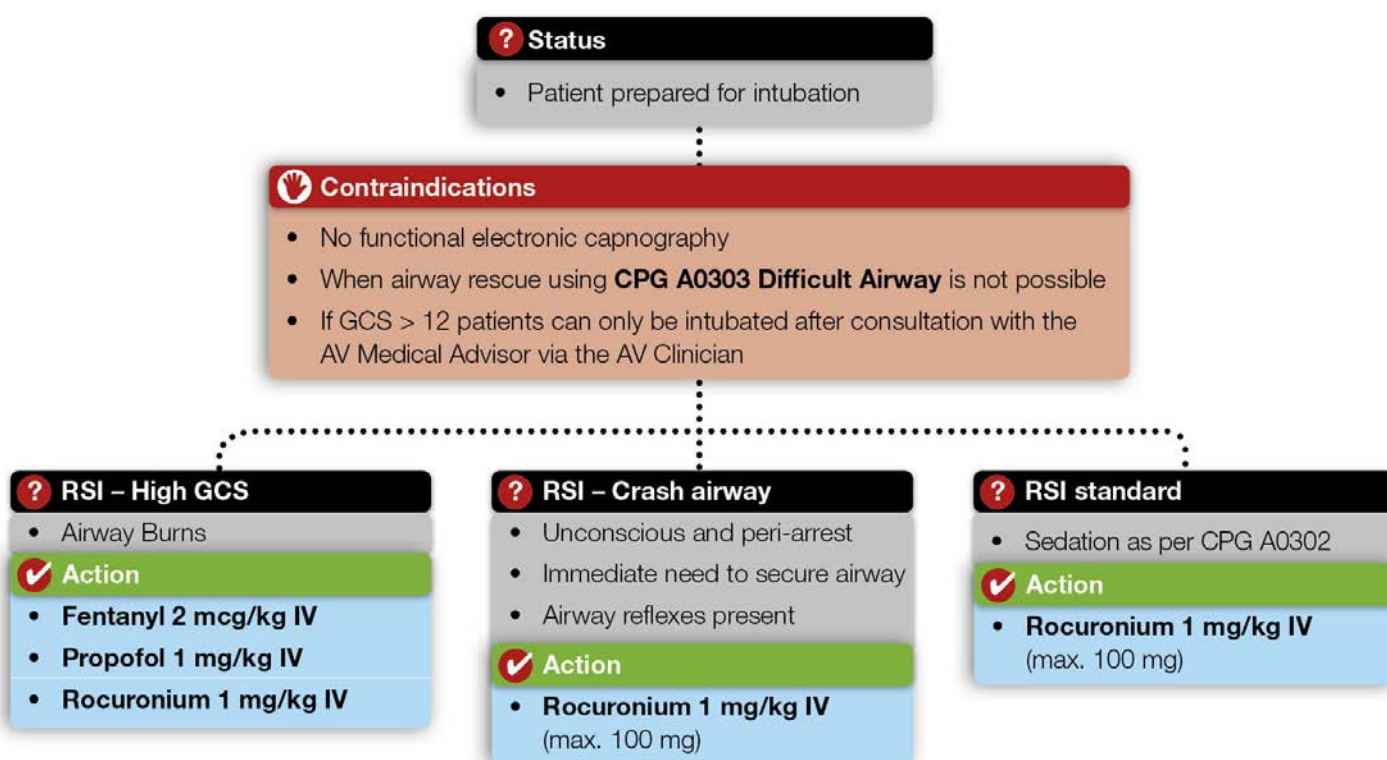 ? Status
• Patient prepared for intubation
Contraindications
• No functional electronic capnography
• When airway rescue using CPG A0303 Difficult Airway is not possible
• If GCS > 12 patients can only be intubated after consultation with the
AV Medical Advisor via the AV Clinician
? RSI – High GCS
• Airway Burns
Action
• Fentanyl 2 mcg/kg IV
• Propofol 1 mg/kg IV
• Rocuronium 1 mg/kg IV
? RSI – Crash airway
• Unconscious and peri-arrest
• Immediate need to secure airway
• Airway reflexes present
Action
• Rocuronium 1 mg/kg IV
(max. 100 mg)
? RSI standard
• Sedation as per CPG A0302
Action
• Rocuronium 1 mg/kg IV
(max. 100 mg)